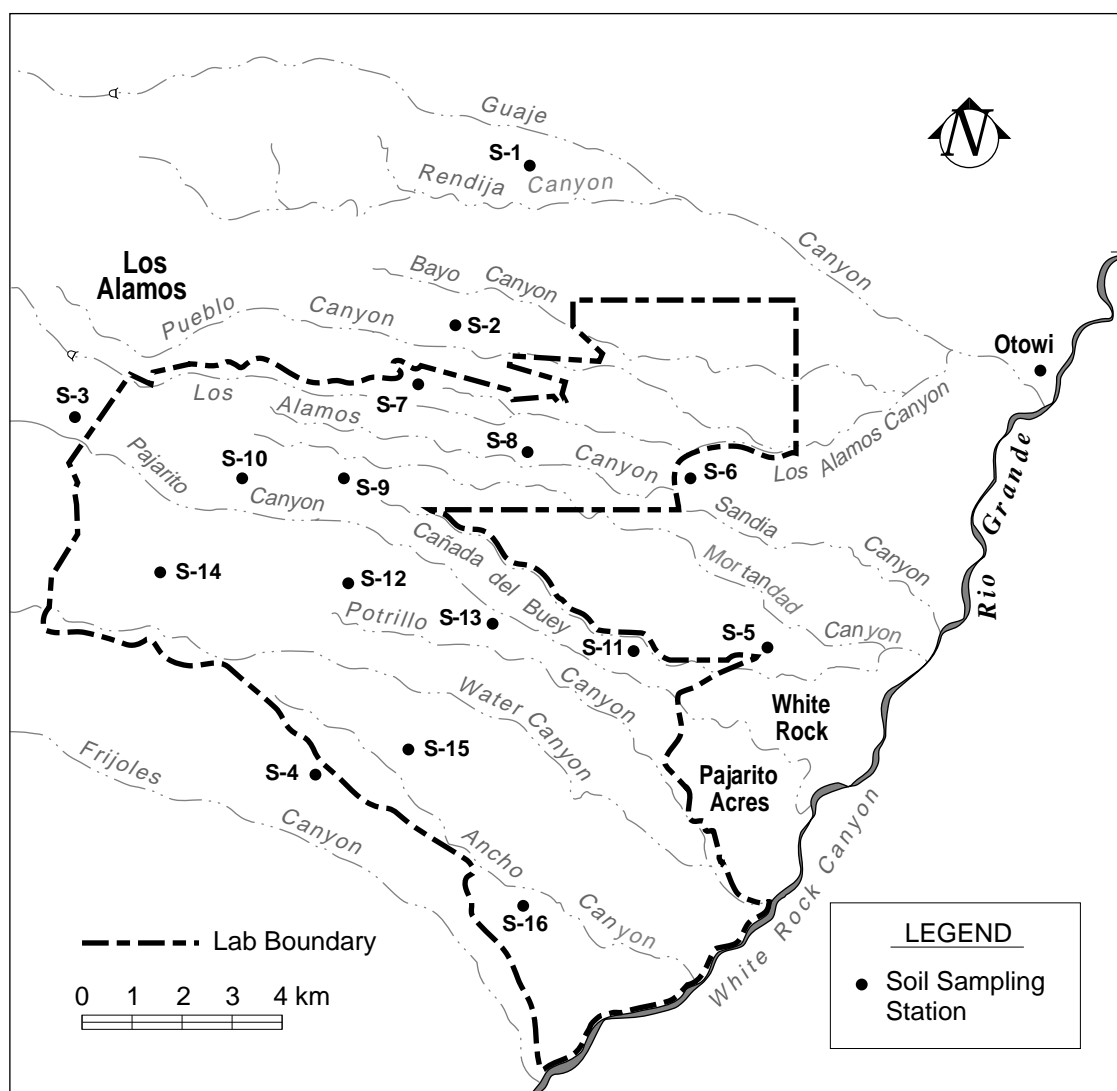 Guaje
N
S-1
Rendija Canyon
Canyon
Los
Alamos
Bayo Canyon
Pueblo Canyon
S-2
Otowi
S-3
Los Alamos Canyon
S-7
Los Alamos Canyon
S-8
S-6
Pajarito Canyon
S-10
S-9
Sandia Canyon
Rio Grande
Cañada del Buey
Mortandad Canyon
S-14
S-12
Potrillo Canyon
S-13
S-11
S-5
Water Canyon
White
Rock
S-15
S-4
Frijoles Canyon
Pajarito
Acres
Ancho Canyon
S-16
White Rock Canyon
Lab Boundary
0 1 2 3 4 km
LEGEND
Soil Sampling
Station